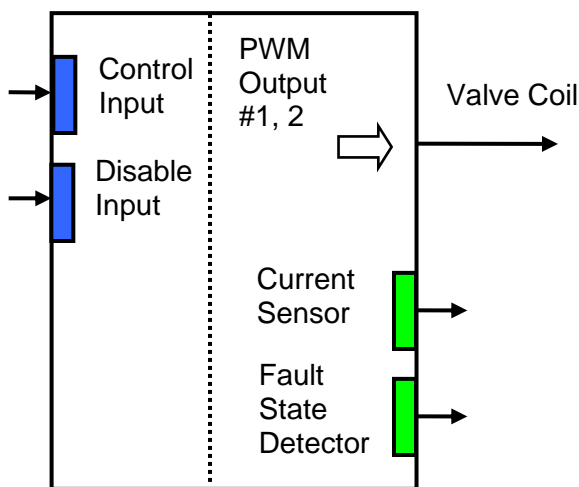 Control
Input
Disable
Input
PWM
Output
#1, 2
Valve Coil
Current
Sensor
Fault
State
Detector